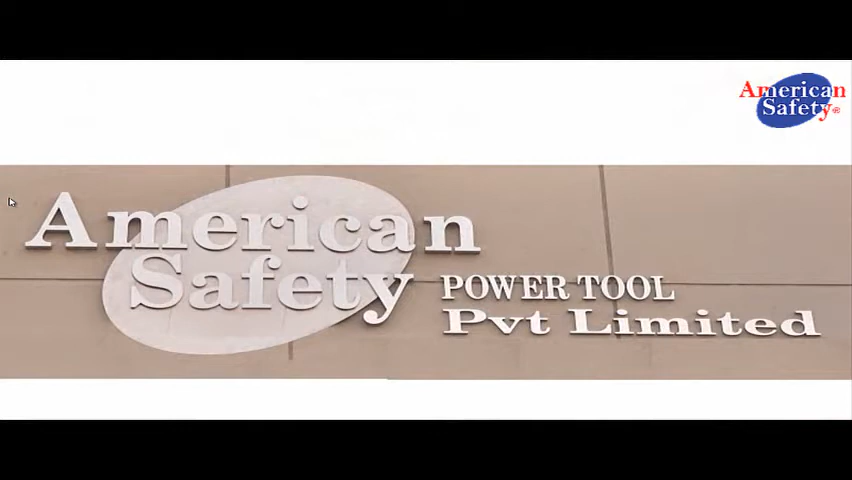 American
Safety®
American
Safety
POWER TOOL
Pvt Limited